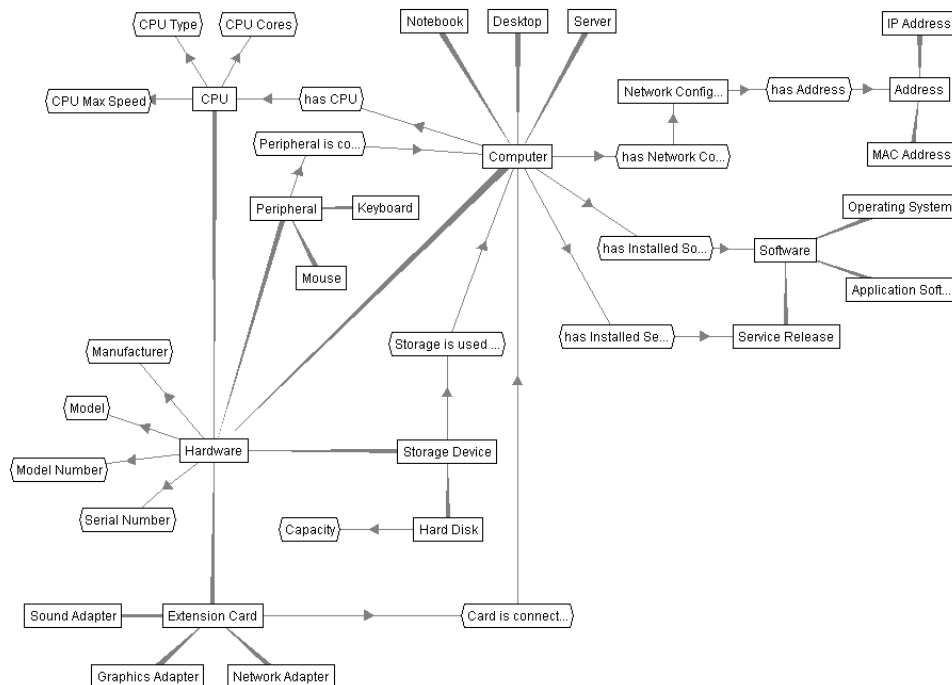 Notebook
Desktop
Server
CPU Type
CPU Cores
IP Address
CPU Max Speed
CPU
has CPU
Network Config...
has Address
Address
Peripheral is co...
Computer
has Network Co...
MAC Address
Peripheral
Keyboard
Operating System
Mouse
has Installed So...
Software
Application Soft...
Manufacturer
Storage is used ...
has Installed Se...
Service Release
Model
Hardware
Storage Device
Model Number
Serial Number
Capacity
Hard Disk
Sound Adapter
Extension Card
Card is connect...
Graphics Adapter
Network Adapter